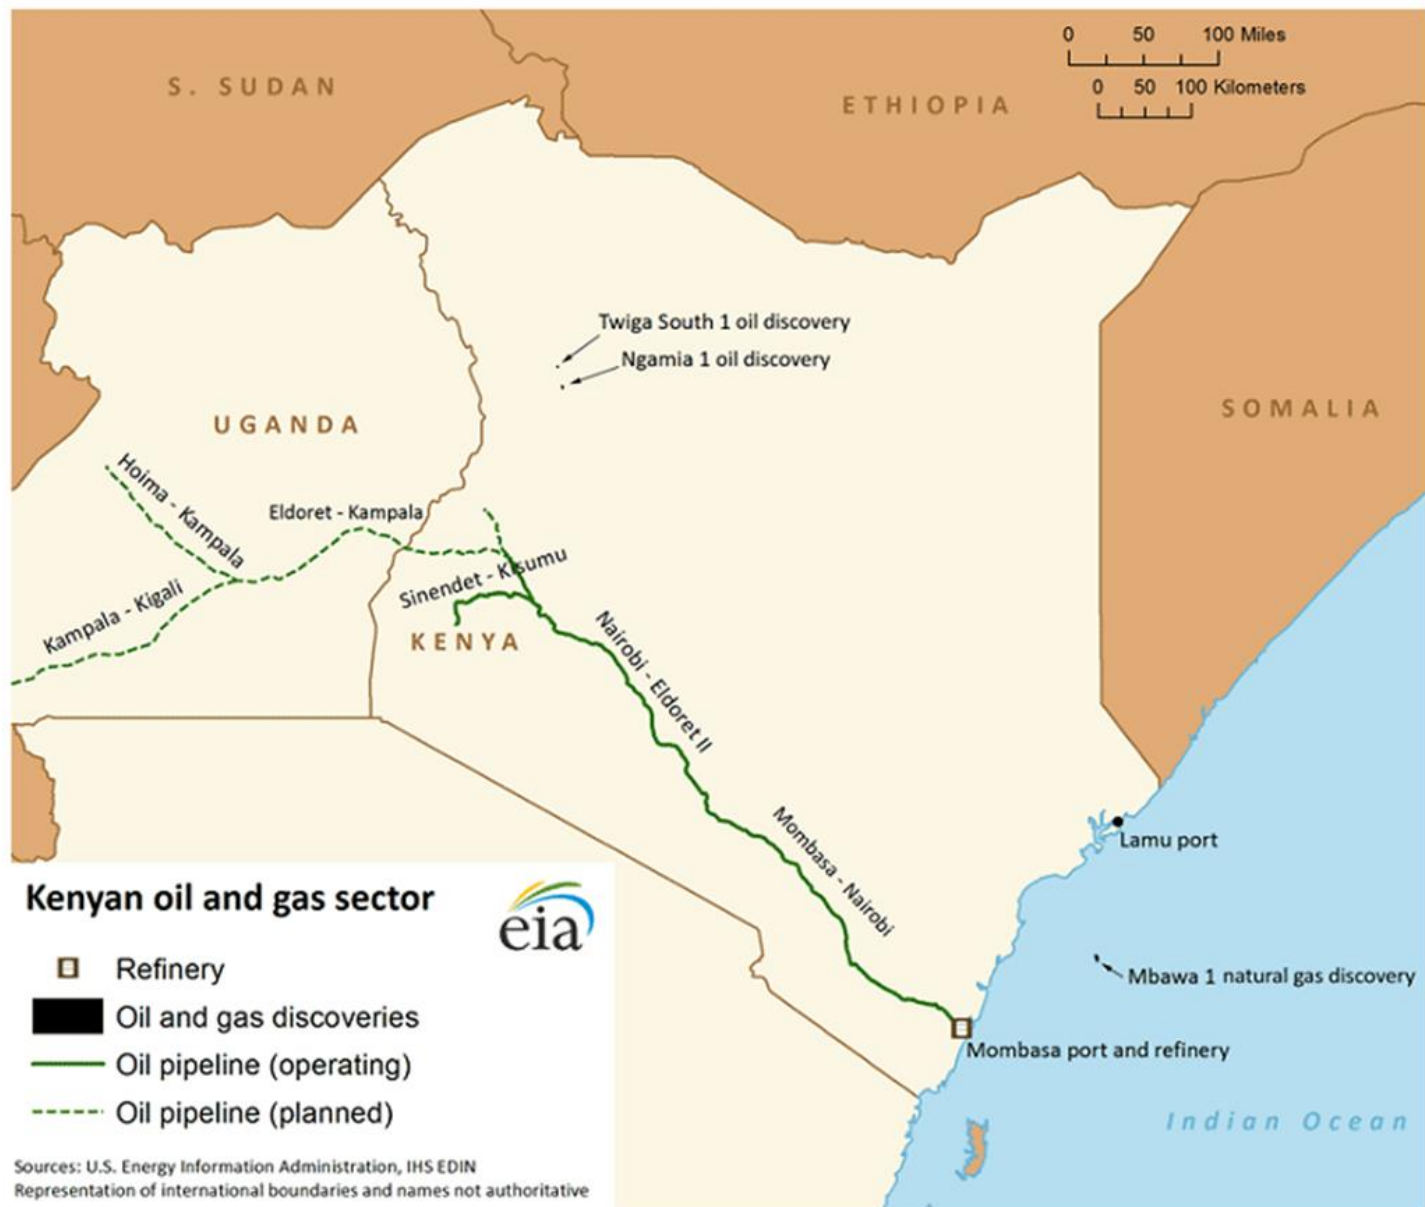 0 50 100 Miles
0 50 100 Kilometers
S. SUDAN
ETHIOPIA
Twiga South 1 oil discovery
Ngamia 1 oil discovery
SOMALIA
UGANDA
Hoima - Kampala
Eldoret - Kampala
Sinendet - Kisumu
Kampala - Kigali
KENYA
Nairobi - Eldoret II
Mombasa - Nairobi
Lamu port
Mbawa 1 natural gas discovery
Mombasa port and refinery
Indian Ocean
Kenyan oil and gas sector
eia
Refinery
Oil and gas discoveries
Oil pipeline (operating)
Oil pipeline (planned)
Sources: U.S. Energy Information Administration, IHS EDIN
Representation of international boundaries and names not authoritative